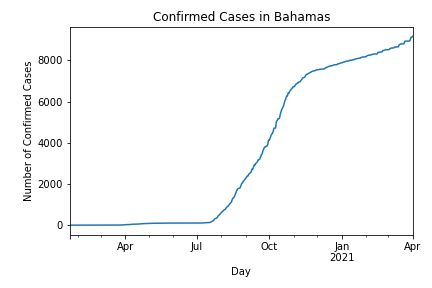 Confirmed Cases in Bahamas
Number of Confirmed Cases
8000
6000
4000
2000
0
Apr Jul Oct Jan Apr
2021
Day